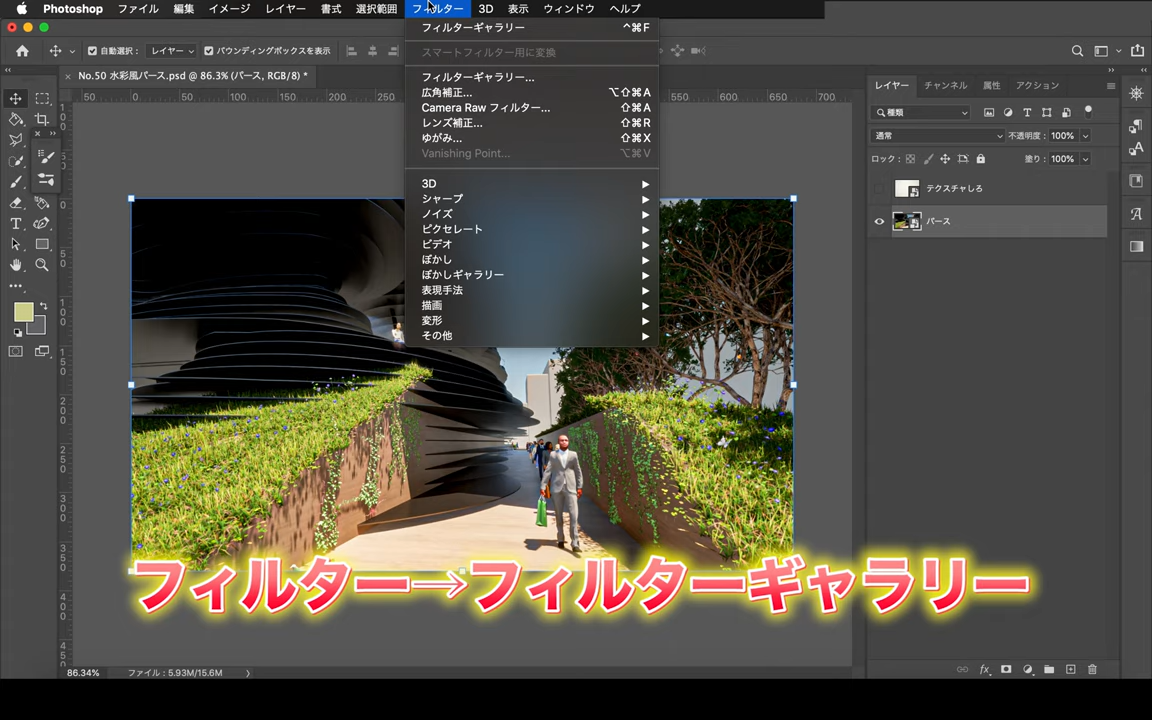 Photoshop ファイル 編集 イメージ レイヤー 書式 選択範囲 フィルター 3D 表示 ウィンドウ ヘルプ
フィルターギャラリー ^⌘F
スマートフィルター用に変換
フィルターギャラリー...
広角補正... ⌥⇧⌘A
Camera Raw フィルター... ⇧⌘A
レンズ補正... ⇧⌘R
ゆがみ... ⇧⌘X
Vanishing Point... ⌥⌘V
3D
シャープ
ノイズ
ピクセレート
ビデオ
ぼかし
ぼかしギャラリー
表現手法
描画
変形
その他
自動選択： レイヤー バウンディングボックスを表示
No.50 水彩風パース.psd @ 86.3% (パース, RGB/8) *
50 0 50 100 150 200 250 550 600 650 700
0
50
100
150
200
250
300
350
400
450
レイヤー チャンネル 属性 アクション
種類
通常 不透明度： 100%
ロック： 塗り： 100%
テクスチャしろ
パース
fx
フィルター→フィルターギャラリー
86.34% ファイル：5.93M/15.6M